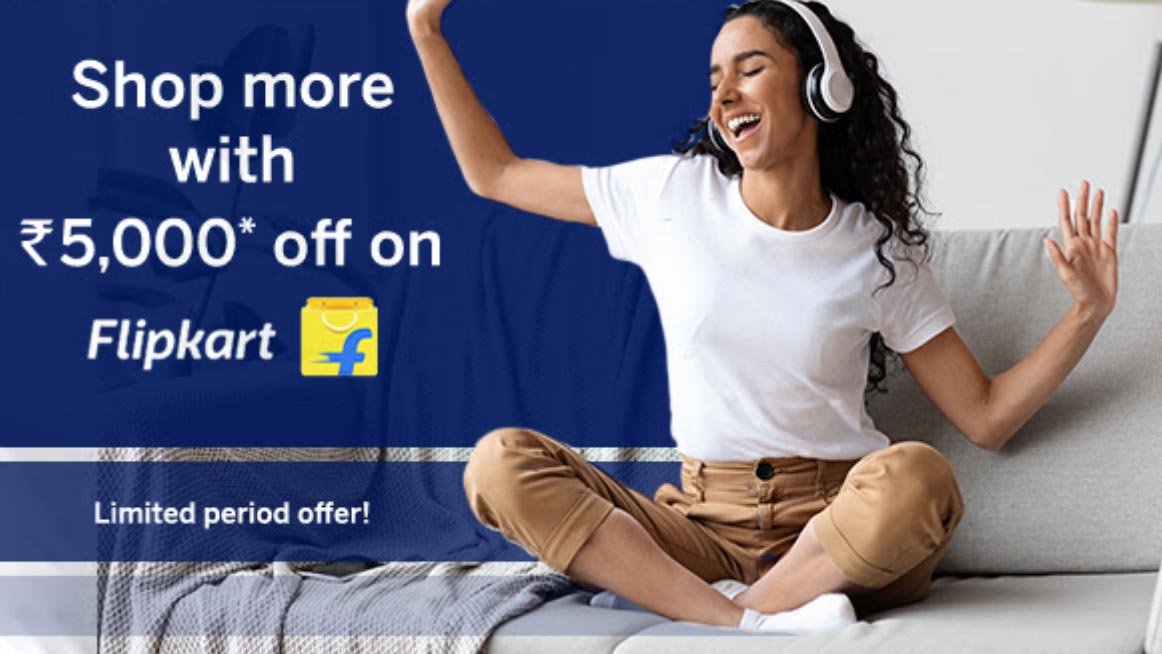 Shop more
with
₹5,000* off on
Flipkart f
Limited period offer!